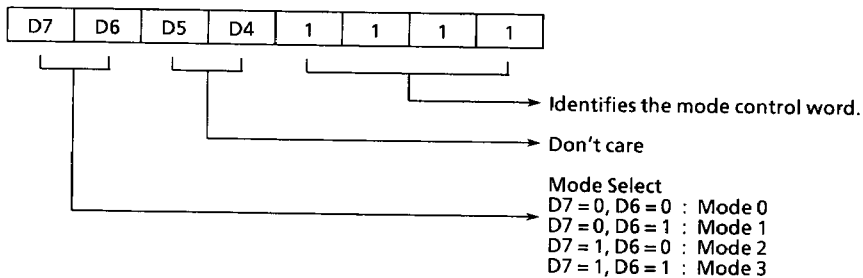 D7 D6 D5 D4 1 1 1 1
Identifies the mode control word.
Don't care
Mode Select
D7 = 0, D6 = 0 : Mode 0
D7 = 0, D6 = 1 : Mode 1
D7 = 1, D6 = 0 : Mode 2
D7 = 1, D6 = 1 : Mode 3